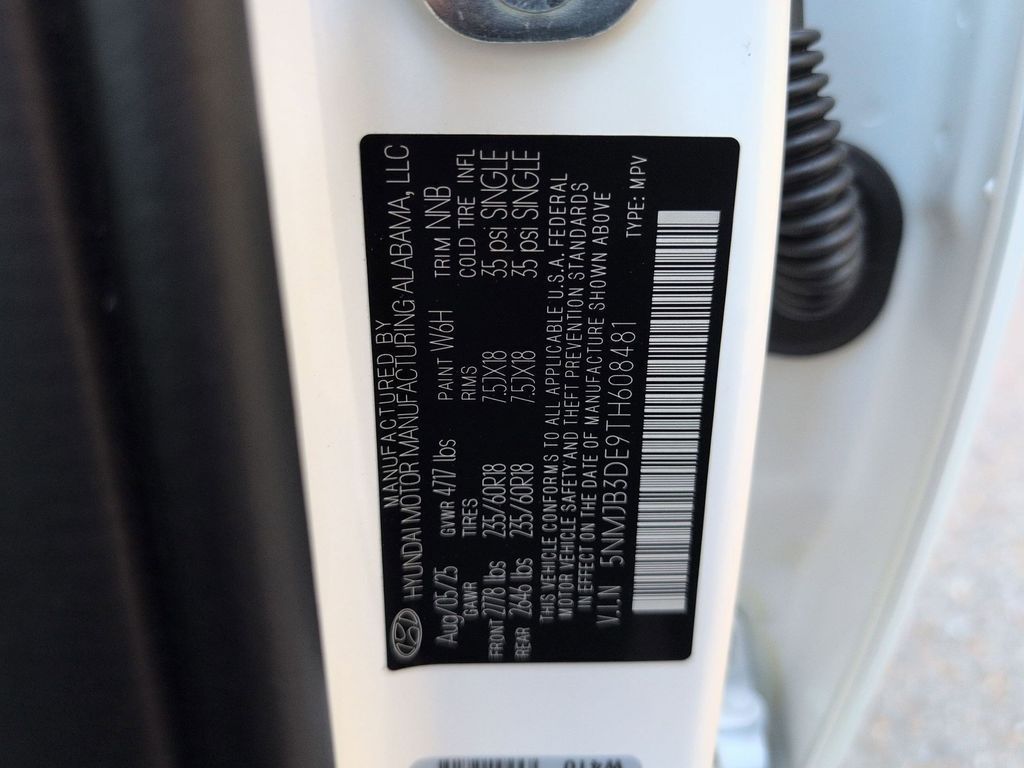 MANUFACTURED BY
HYUNDAI MOTOR MANUFACTURING ALABAMA, LLC
Aug/05/25 GVWR 4717 lbs PAINT W6H TRIM NNB
GAWR TIRES RIMS COLD TIRE INFL
FRONT 2778 lbs 235/60R18 7.5JX18 35 psi SINGLE
REAR 2646 lbs 235/60R18 7.5JX18 35 psi SINGLE
THIS VEHICLE CONFORMS TO ALL APPLICABLE U.S.A. FEDERAL
MOTOR VEHICLE SAFETY AND THEFT PREVENTION STANDARDS
IN EFFECT ON THE DATE OF MANUFACTURE SHOWN ABOVE
V.I.N 5NMJB3DE9TH608481 TYPE: MPV